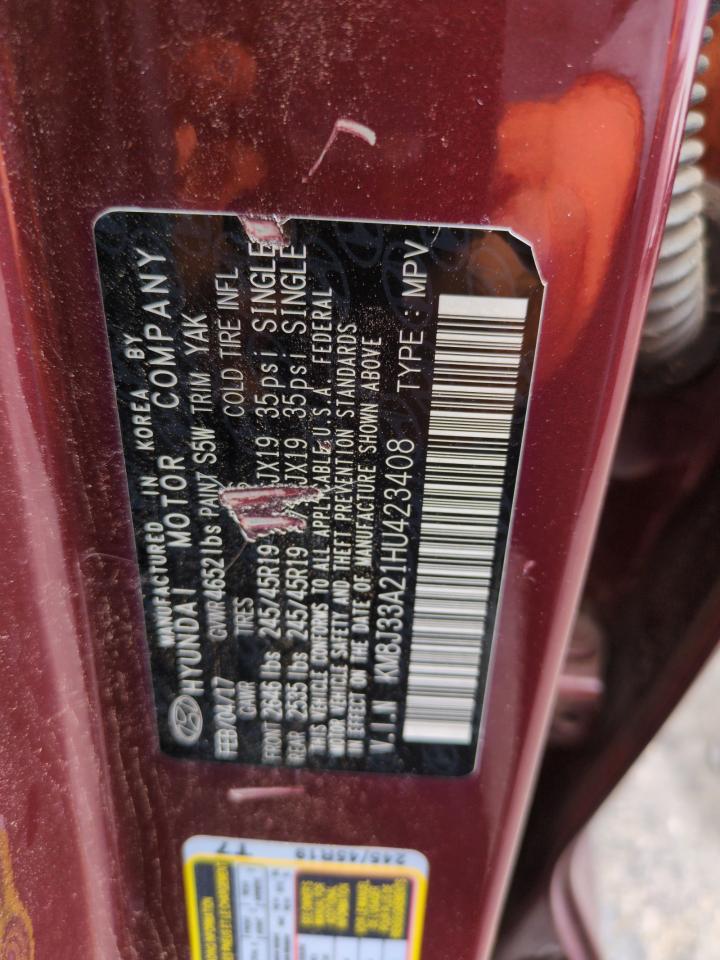 MANUFACTURED IN KOREA BY
HYUNDAI MOTOR COMPANY
FEB/04/17 GVWR 4652 lbs PAINT S5W TRIM YAK
GAWR TIRES COLD TIRE INFL
FRONT 2646 lbs 245/45R19 JX19 35psi SINGLE
REAR 2535 lbs 245/45R19 JX19 35psi SINGLE
THIS VEHICLE CONFORMS TO ALL APPLICABLE U.S.A. FEDERAL
MOTOR VEHICLE SAFETY AND THEFT PREVENTION STANDARDS
IN EFFECT ON THE DATE OF MANUFACTURE SHOWN ABOVE
V.I.N KM8J33A21HU423408 TYPE : MPV
T7
245/45R19